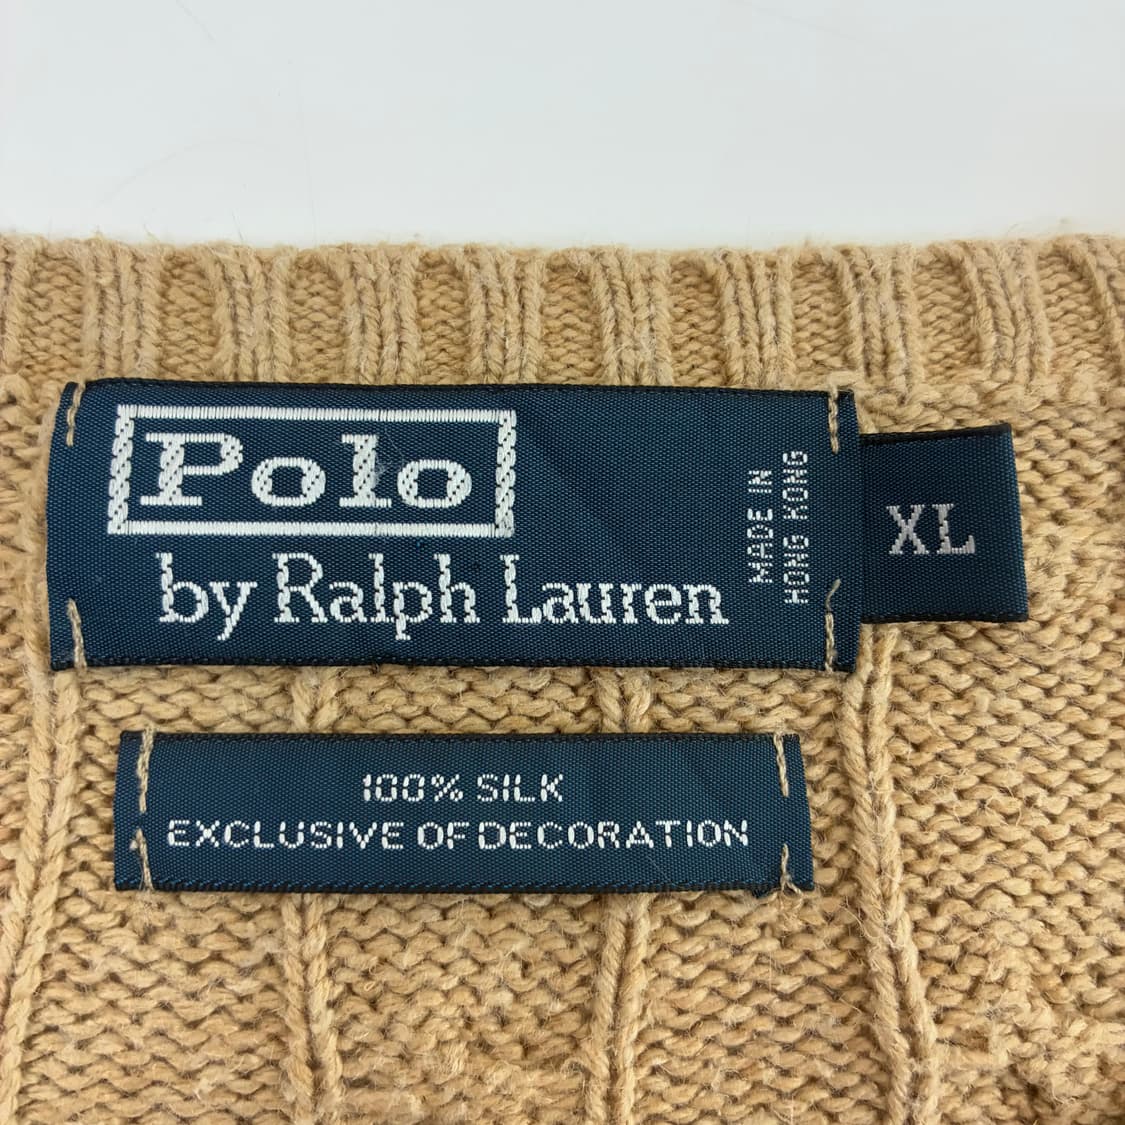 Polo
by Ralph Lauren
MADE IN
HONG KONG
XL
100% SILK
EXCLUSIVE OF DECORATION